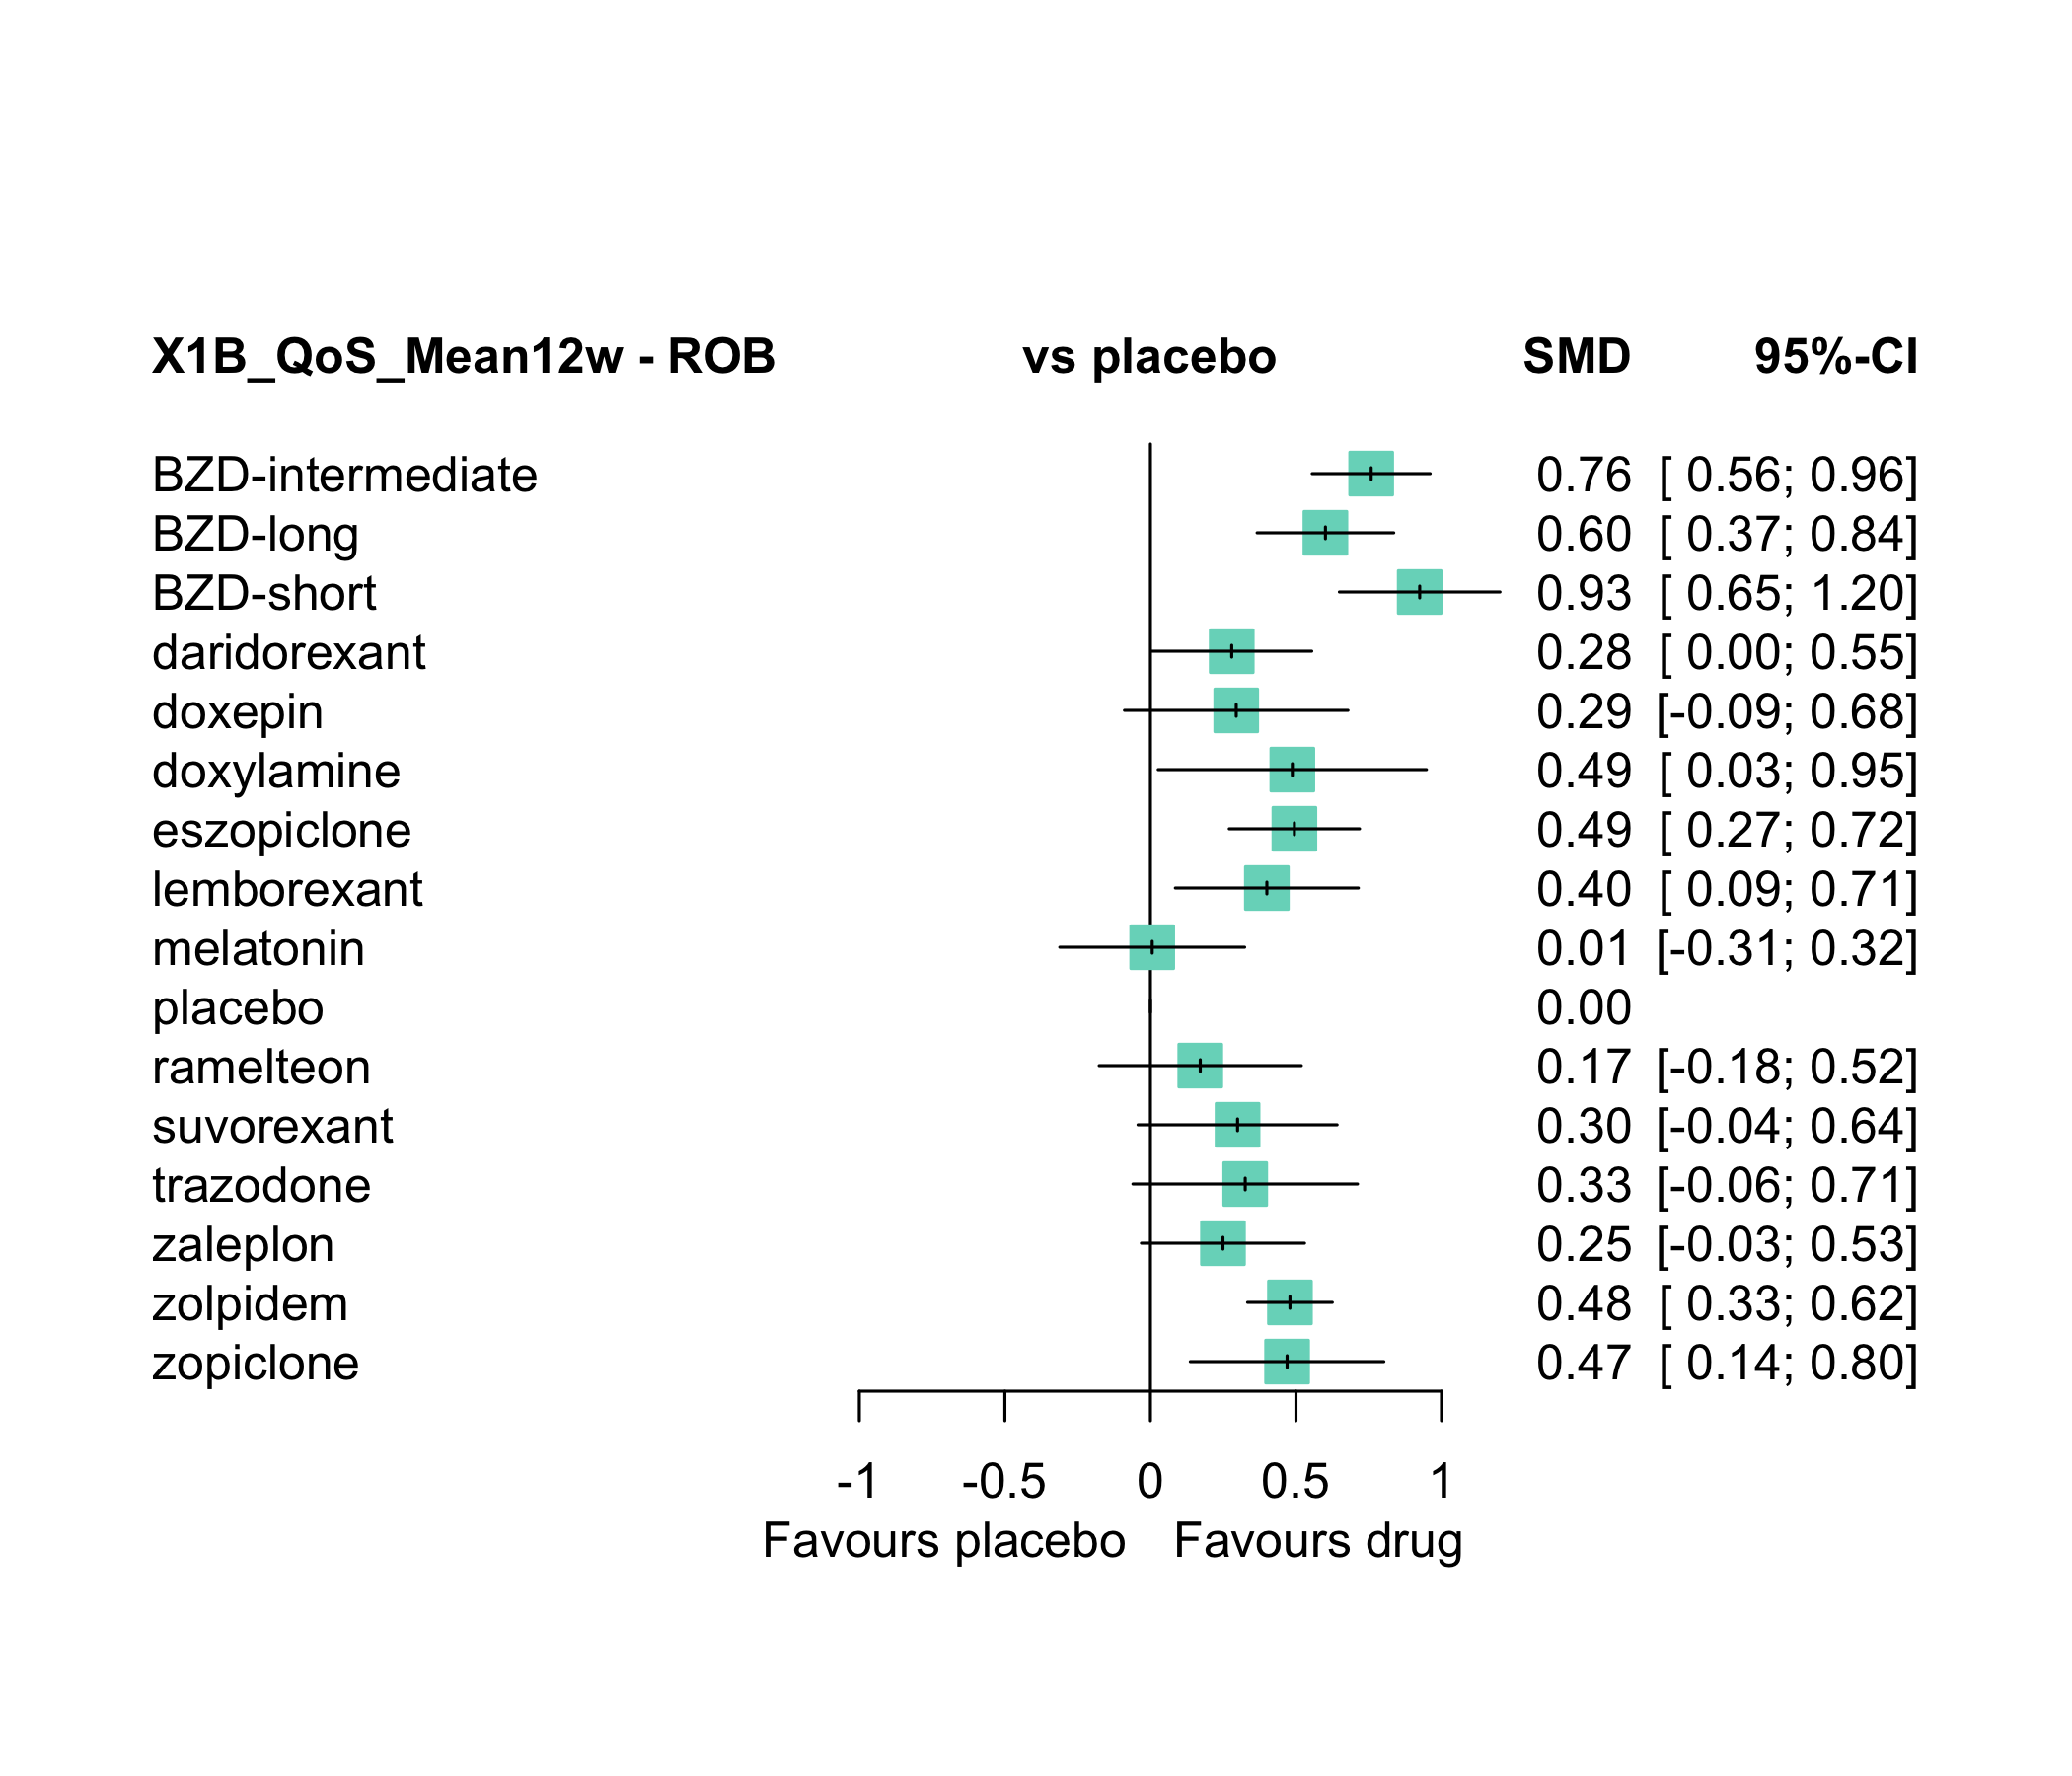 X1B_QoS_Mean12w - ROB vs placebo SMD 95%-CI
BZD-intermediate 0.76 [ 0.56; 0.96]
BZD-long 0.60 [ 0.37; 0.84]
BZD-short 0.93 [ 0.65; 1.20]
daridorexant 0.28 [ 0.00; 0.55]
doxepin 0.29 [-0.09; 0.68]
doxylamine 0.49 [ 0.03; 0.95]
eszopiclone 0.49 [ 0.27; 0.72]
lemborexant 0.40 [ 0.09; 0.71]
melatonin 0.01 [-0.31; 0.32]
placebo 0.00
ramelteon 0.17 [-0.18; 0.52]
suvorexant 0.30 [-0.04; 0.64]
trazodone 0.33 [-0.06; 0.71]
zaleplon 0.25 [-0.03; 0.53]
zolpidem 0.48 [ 0.33; 0.62]
zopiclone 0.47 [ 0.14; 0.80]
-1 -0.5 0 0.5 1
Favours placebo Favours drug